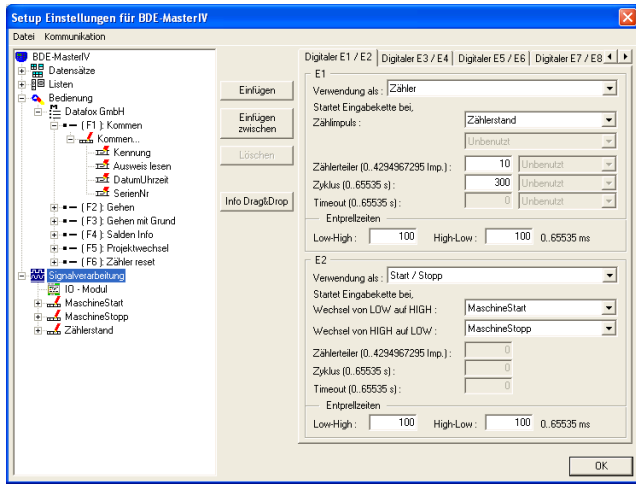 Setup Einstellungen für BDE-MasterIV
Datei Kommunikation
BDE-MasterIV
Datensätze
Listen
Bedienung
Datafox GmbH
( F1 ): Kommen
Kommen...
Kennung
Ausweis lesen
DatumUhrzeit
SerienNr
( F2 ): Gehen
( F3 ): Gehen mit Grund
( F4 ): Salden Info
( F5 ): Projektwechsel
( F6 ): Zähler reset
Signalverarbeitung
IO - Modul
MaschineStart
MaschineStopp
Zählerstand
Einfügen
Einfügen
zwischen
Löschen
Info Drag&Drop
Digitaler E1 / E2 Digitaler E3 / E4 Digitaler E5 / E6 Digitaler E7 / E8
E1
Verwendung als : Zähler
Startet Eingabekette bei,
Zählimpuls : Zählerstand
Unbenutzt
Zählerteiler (0..4294967295 Imp.) : 10 Unbenutzt
Zyklus (0..65535 s) : 300 Unbenutzt
Timeout (0..65535 s) : 0 Unbenutzt
Entprellzeiten
Low-High : 100 High-Low : 100 0..65535 ms
E2
Verwendung als : Start / Stopp
Startet Eingabekette bei,
Wechsel von LOW auf HIGH : MaschineStart
Wechsel von HIGH auf LOW : MaschineStopp
Zählerteiler (0..4294967295 Imp.) : 0
Zyklus (0..65535 s) : 0
Timeout (0..65535 s) : 0
Entprellzeiten
Low-High : 100 High-Low : 100 0..65535 ms
OK